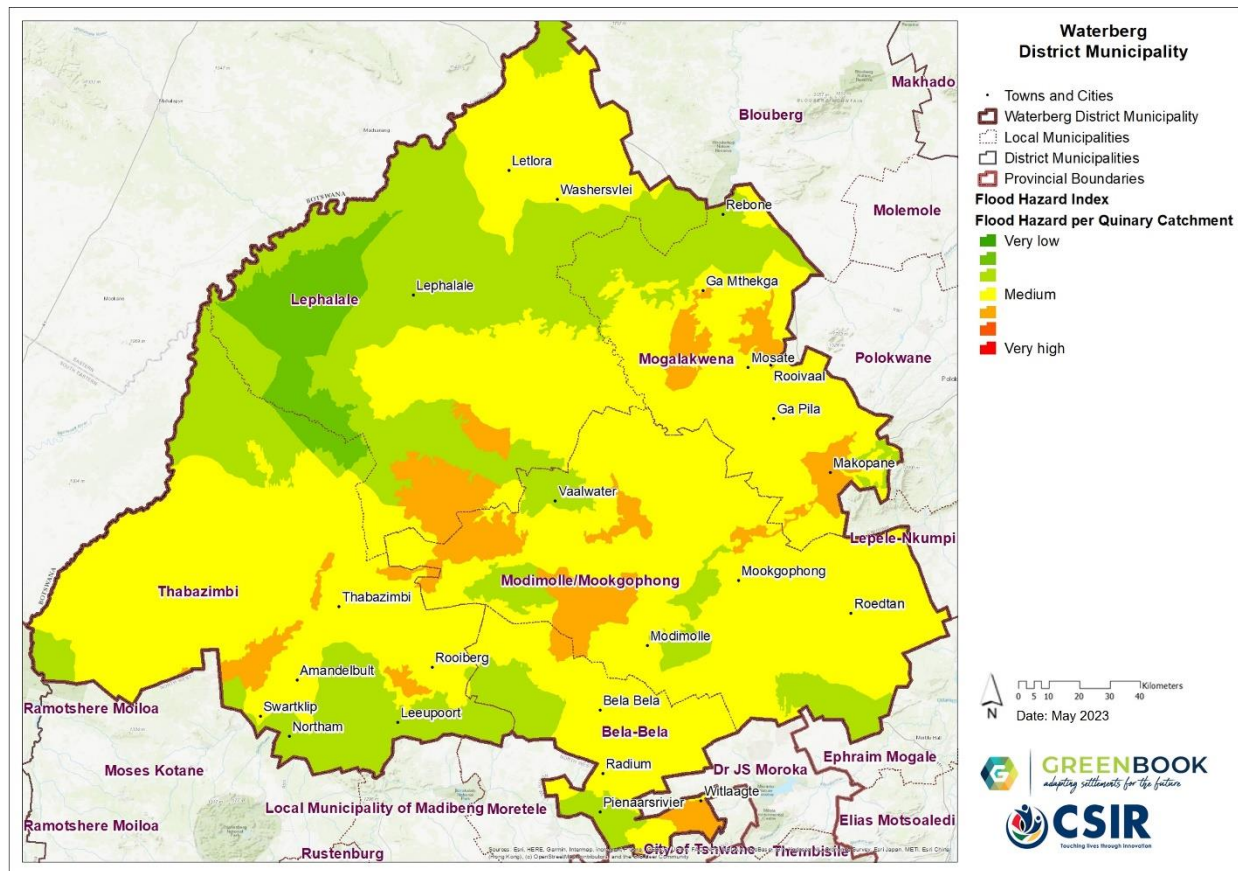 Waterberg
District Municipality
Towns and Cities
Waterberg District Municipality
Local Municipalities
District Municipalities
Provincial Boundaries
Flood Hazard Index
Flood Hazard per Quinary Catchment
Very low
Medium
Very high
Makhado
Blouberg
Letlora
Washersvlei
Molemole
Rebone
BOTSWANA
Ga Mthekga
Lephalale
Lephalale
Mogalakwena
Mosate
Rooivaal
Polokwane
Ga Pila
Makopane
Vaalwater
Lepele-Nkumpi
Modimolle/Mookgophong
Mookgophong
Thabazimbi
Thabazimbi
Roedtan
Modimolle
BOTSWANA
Rooiberg
Amandelbult
Swartklip
Northam
Leeupoort
Bela Bela
Bela-Bela
Ramotshere Moiloa
Moses Kotane
Radium
Dr JS Moroka
Ephraim Mogale
Witlaagte
Pienaarsrivier
Local Municipality of Madibeng
Moretele
Ramotshere Moiloa
Elias Motsoaledi
Rustenburg
City of Tshwane
Thembisile
0 5 10 20 30 40
Kilometers
N
Date: May 2023
GREENBOOK
adapting settlements for the future
CSIR
Touching lives through innovation